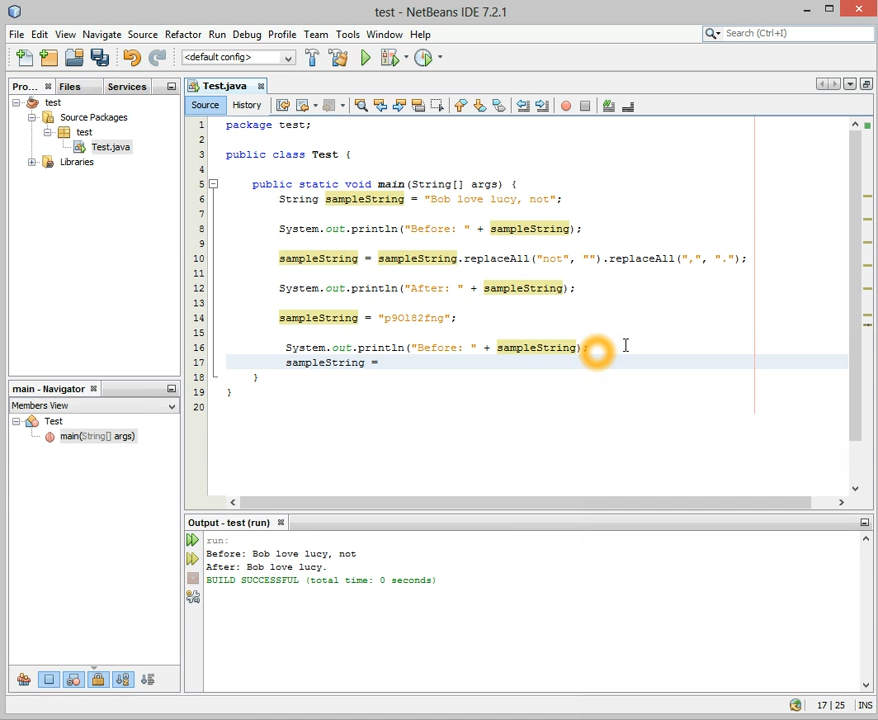 test - NetBeans IDE 7.2.1
File Edit View Navigate Source Refactor Run Debug Profile Team Tools Window Help
Search (Ctrl+I)
<default config>
Pro... Files Services
Test.java
Source History
test
Source Packages
test
Test.java
Libraries
1 package test;
2
3 public class Test {
4
5 public static void main(String[] args) {
6 String sampleString = "Bob love lucy, not";
7
8 System.out.println("Before: " + sampleString);
9
10 sampleString = sampleString.replaceAll("not", "").replaceAll(",", ".");
11
12 System.out.println("After: " + sampleString);
13
14 sampleString = "p9Ol82fng";
15
16 System.out.println("Before: " + sampleString);
17 sampleString =
18 }
19 }
20
main - Navigator
Members View
Test
main(String[] args)
Output - test (run)
run:
Before: Bob love lucy, not
After: Bob love lucy.
BUILD SUCCESSFUL (total time: 0 seconds)
17 | 25 INS